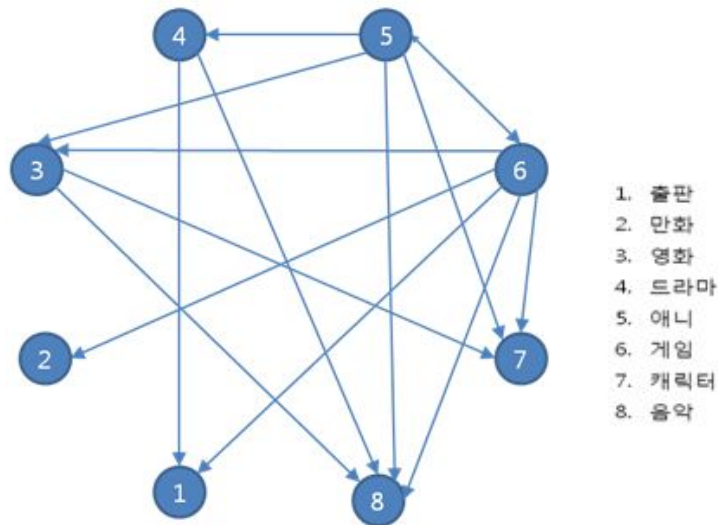 4
5
3
6
2
7
1
8
1. 출판
2. 만화
3. 영화
4. 드라마
5. 애니
6. 게임
7. 캐릭터
8. 음악